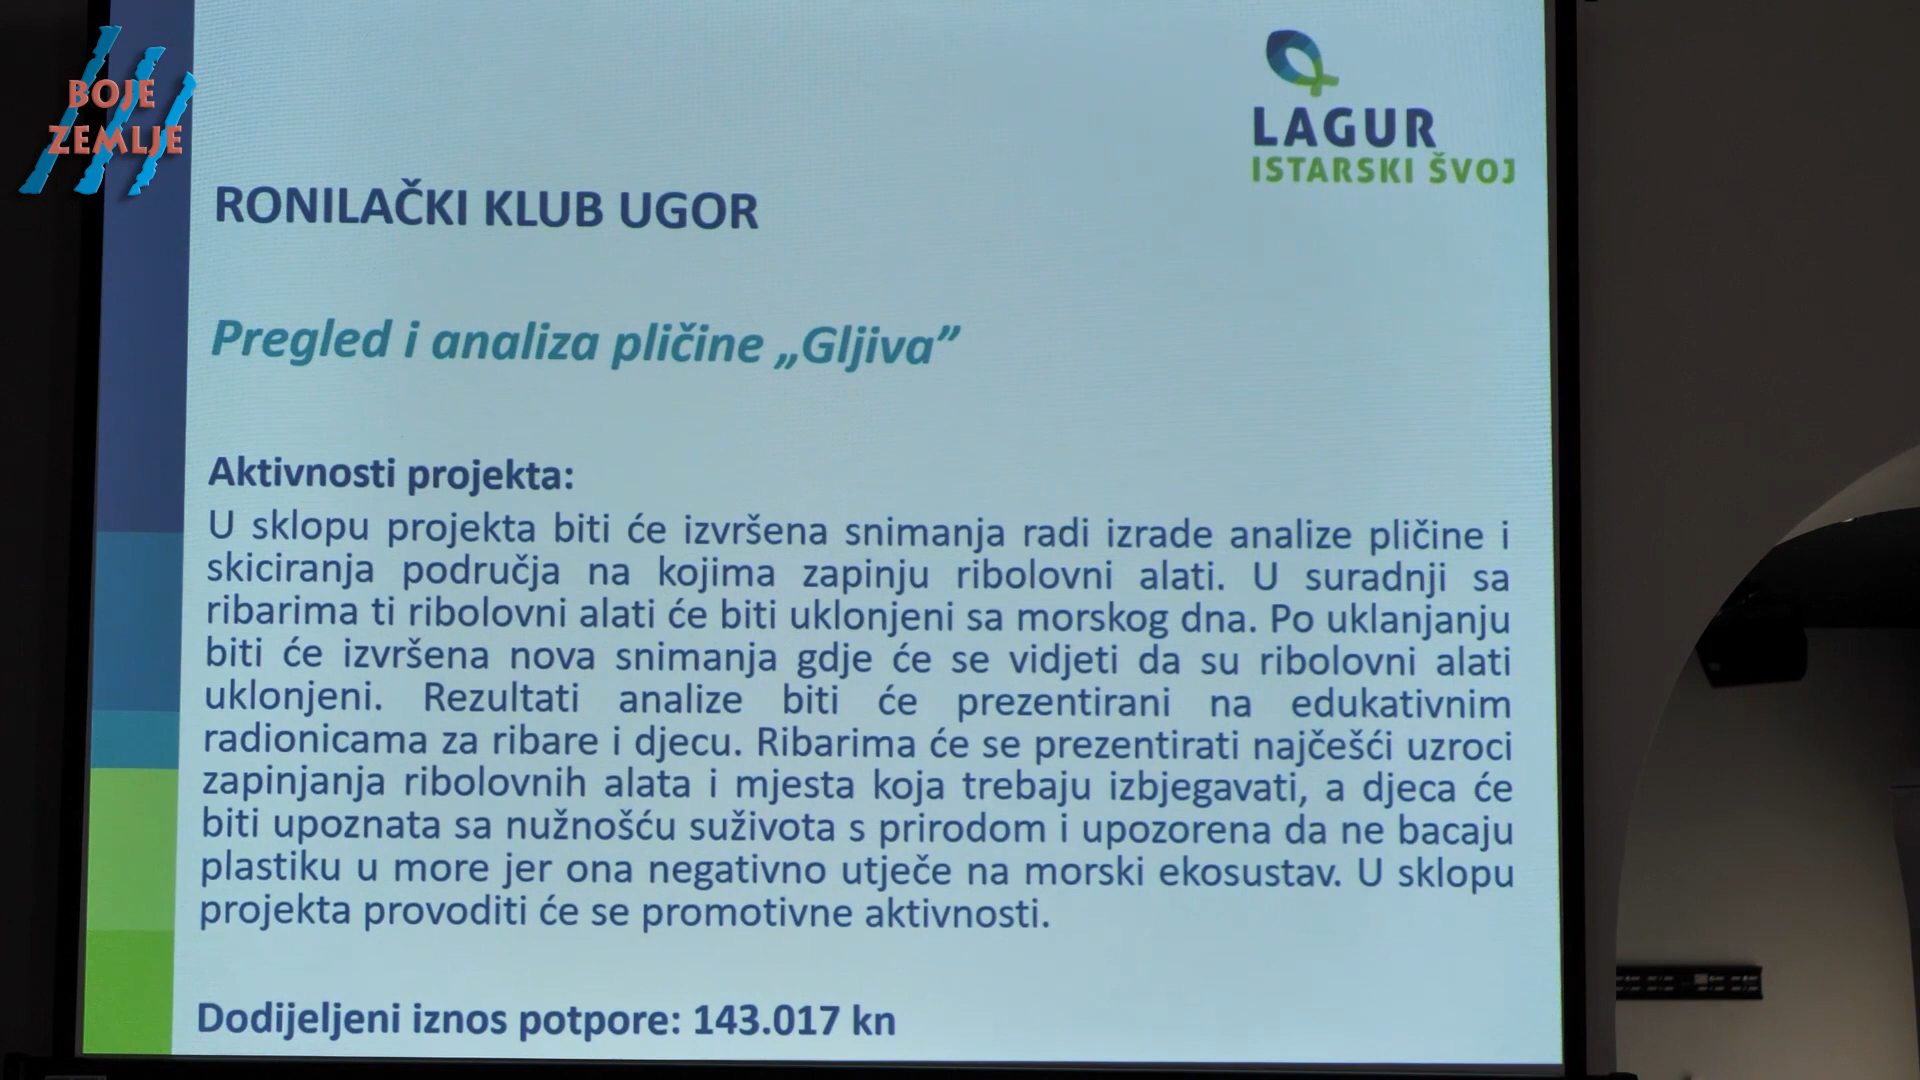 BOJE
ZEMLJE
LAGUR
ISTARSKI ŠVOJ
RONILAČKI KLUB UGOR
Pregled i analiza pličine „Gljiva”
Aktivnosti projekta:
U sklopu projekta biti će izvršena snimanja radi izrade analize pličine i
skiciranja područja na kojima zapinju ribolovni alati. U suradnji sa
ribarima ti ribolovni alati će biti uklonjeni sa morskog dna. Po uklanjanju
biti će izvršena nova snimanja gdje će se vidjeti da su ribolovni alati
uklonjeni. Rezultati analize biti će prezentirani na edukativnim
radionicama za ribare i djecu. Ribarima će se prezentirati najčešći uzroci
zapinjanja ribolovnih alata i mjesta koja trebaju izbjegavati, a djeca će
biti upoznata sa nužnošću suživota s prirodom i upozorena da ne bacaju
plastiku u more jer ona negativno utječe na morski ekosustav. U sklopu
projekta provoditi će se promotivne aktivnosti.
Dodijeljeni iznos potpore: 143.017 kn